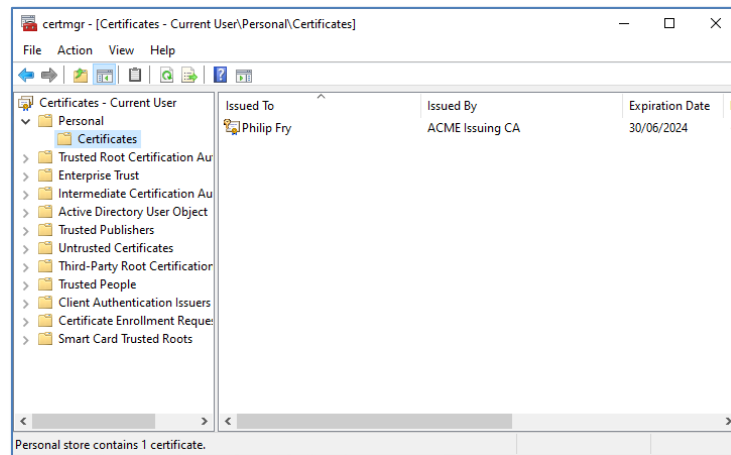 certmgr - [Certificates - Current User\Personal\Certificates]
File Action View Help
Certificates - Current User
Personal
Certificates
Trusted Root Certification Au
Enterprise Trust
Intermediate Certification Au
Active Directory User Object
Trusted Publishers
Untrusted Certificates
Third-Party Root Certification
Trusted People
Client Authentication Issuers
Certificate Enrollment Reque
Smart Card Trusted Roots
Issued To Issued By Expiration Date
Philip Fry ACME Issuing CA 30/06/2024
Personal store contains 1 certificate.